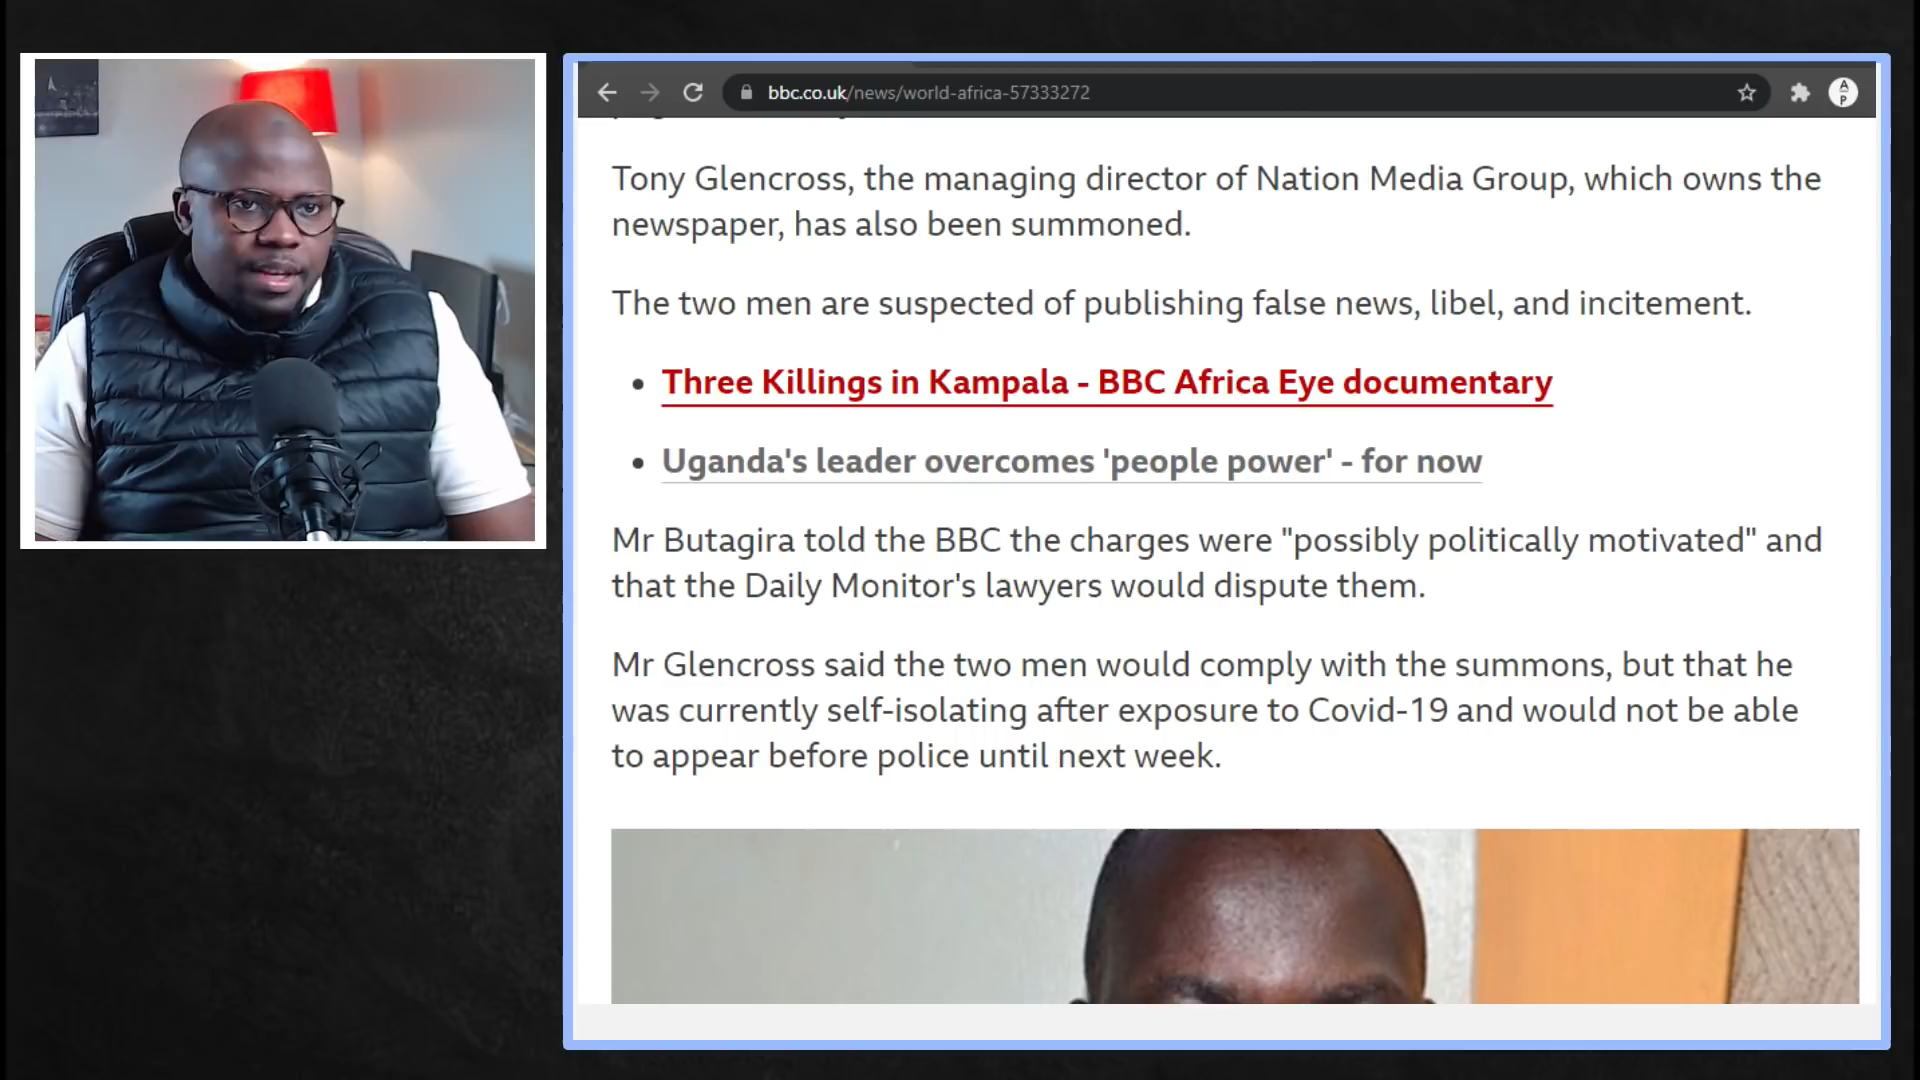 bbc.co.uk/news/world-africa-57333272
A
P
Tony Glencross, the managing director of Nation Media Group, which owns the
newspaper, has also been summoned.
The two men are suspected of publishing false news, libel, and incitement.
• Three Killings in Kampala - BBC Africa Eye documentary
• Uganda's leader overcomes 'people power' - for now
Mr Butagira told the BBC the charges were "possibly politically motivated" and
that the Daily Monitor's lawyers would dispute them.
Mr Glencross said the two men would comply with the summons, but that he
was currently self-isolating after exposure to Covid-19 and would not be able
to appear before police until next week.